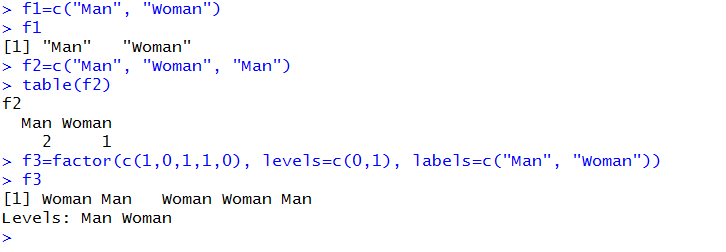 > f1=c("Man", "Woman")
> f1
[1] "Man"   "Woman"
> f2=c("Man", "Woman", "Man")
> table(f2)
f2
  Man Woman
    2     1
> f3=factor(c(1,0,1,1,0), levels=c(0,1), labels=c("Man", "Woman"))
> f3
[1] Woman Man   Woman Woman Man
Levels: Man Woman
>